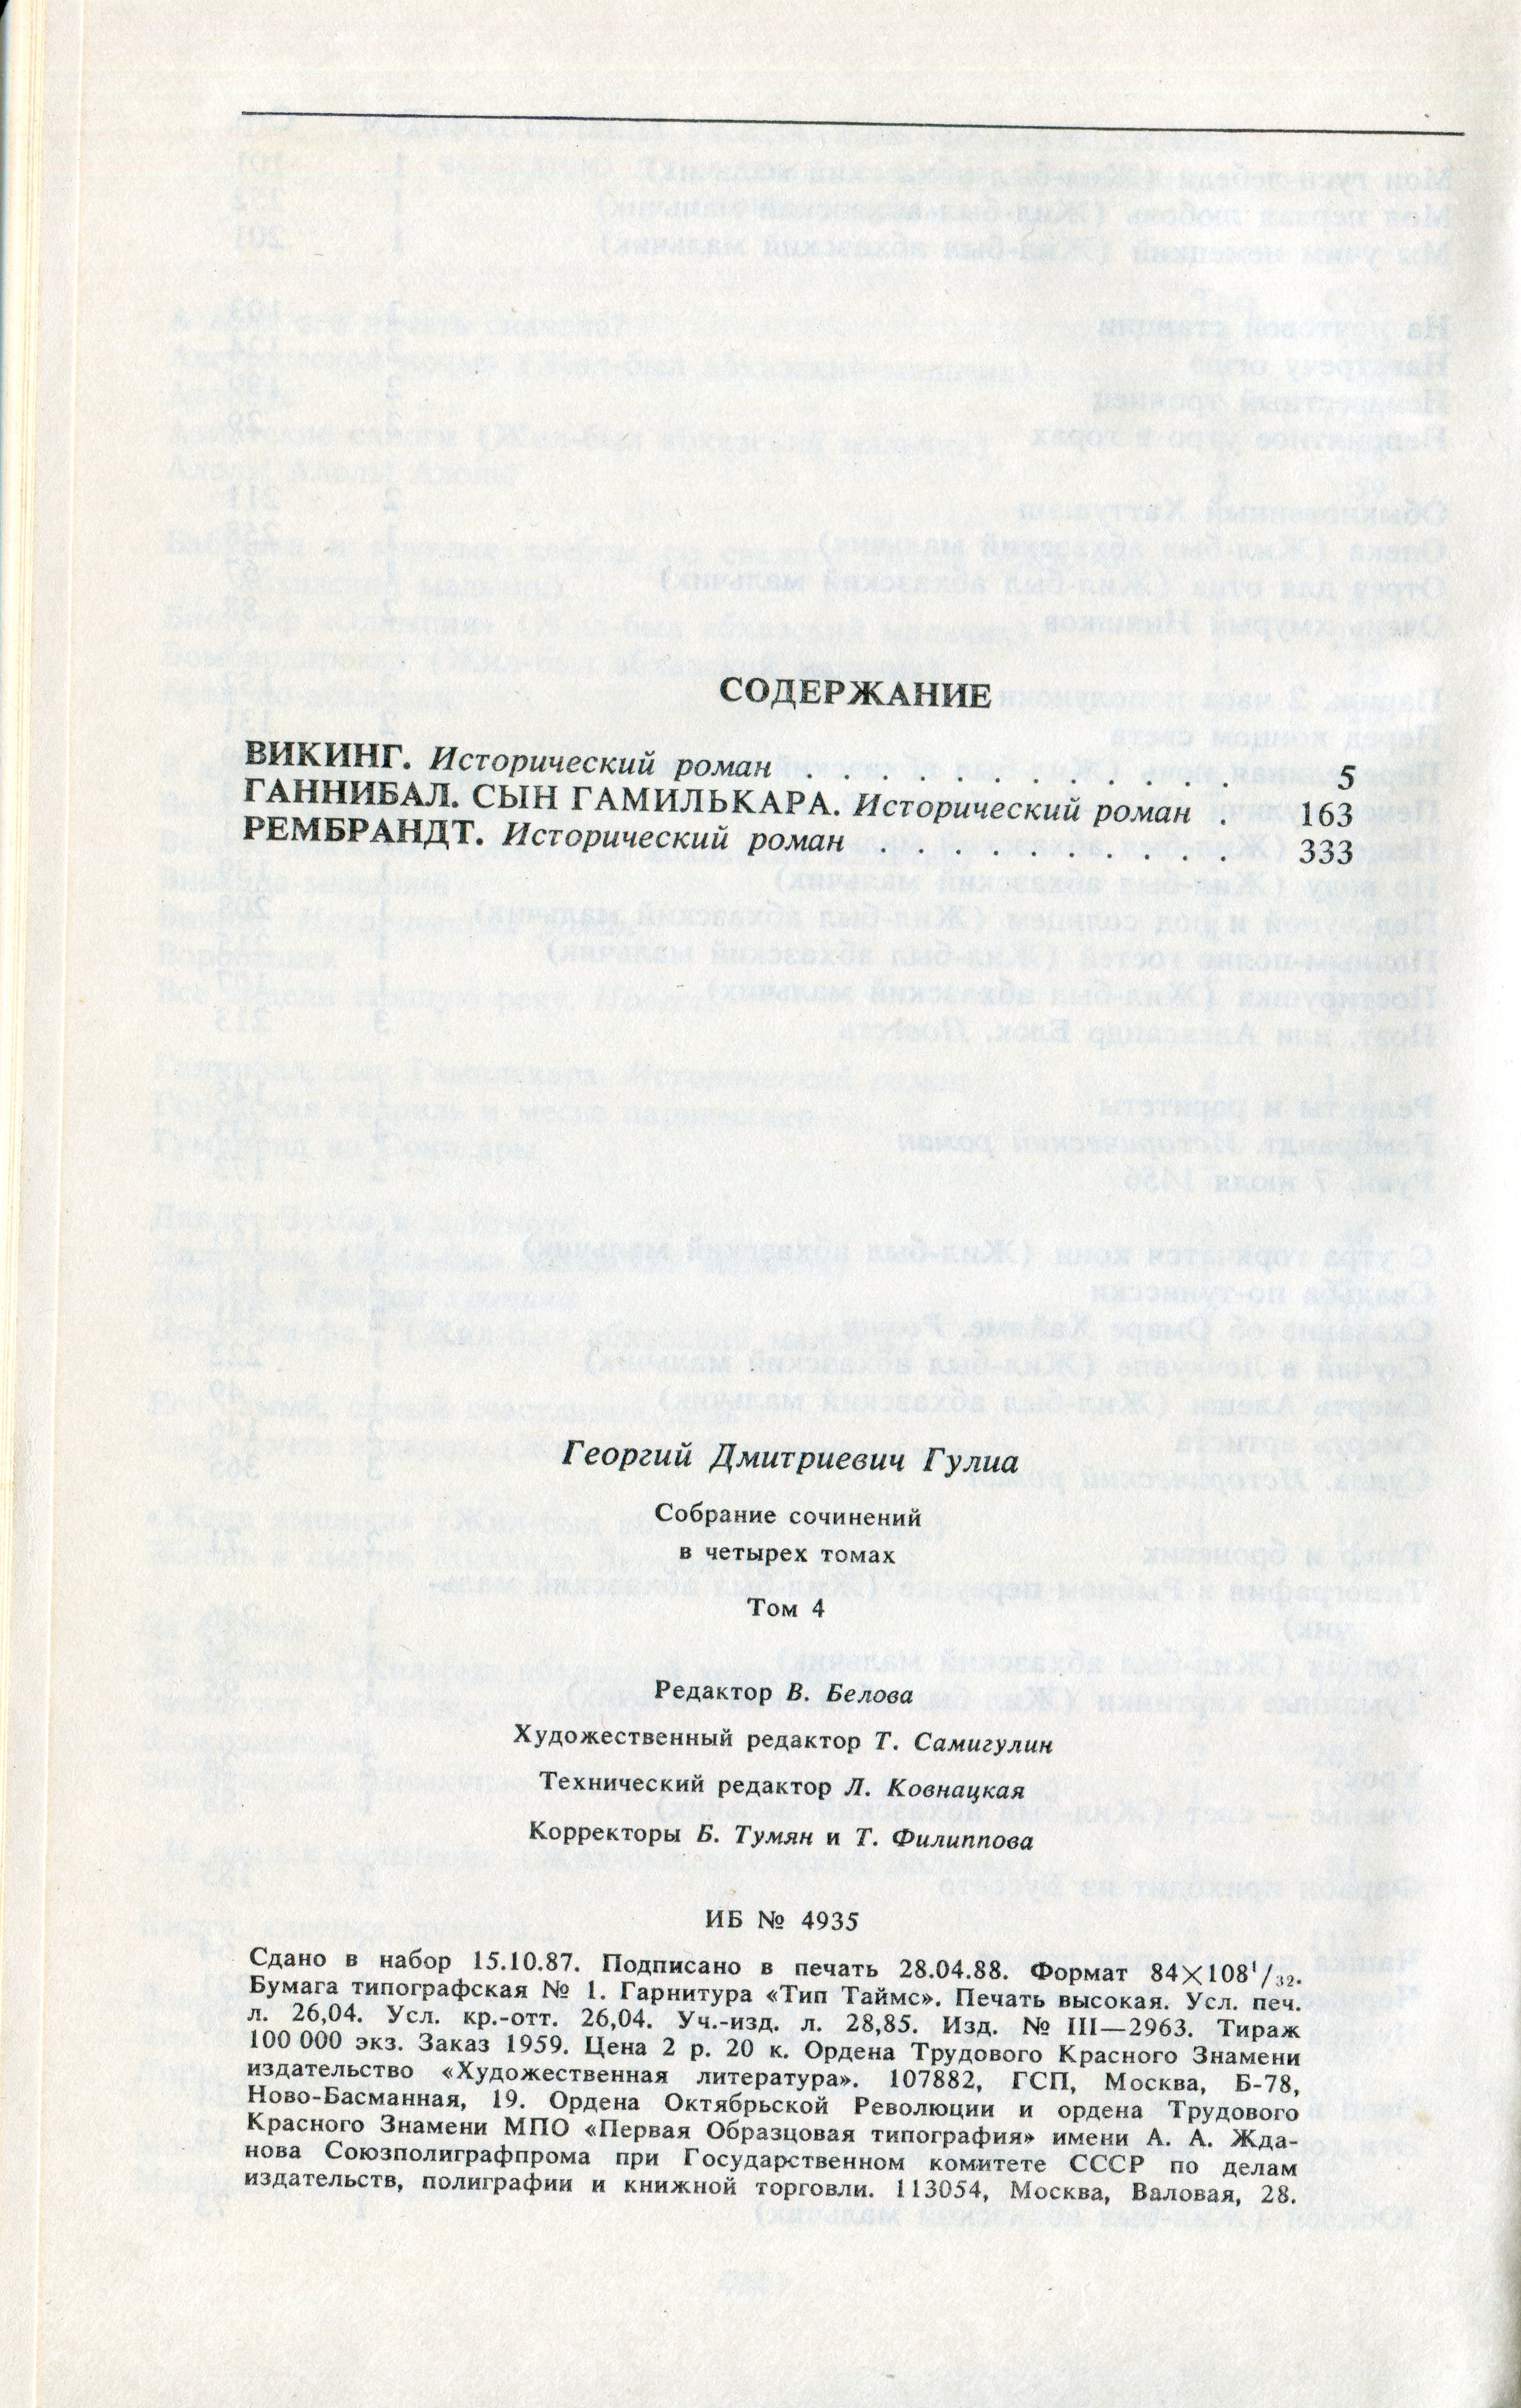 СОДЕРЖАНИЕ
ВИКИНГ. Исторический роман . . . . . . . . . . . . 5
ГАННИБАЛ. СЫН ГАМИЛЬКАРА. Исторический роман . 163
РЕМБРАНДТ. Исторический роман . . . . . . . . . . 333
Георгий Дмитриевич Гулиа
Собрание сочинений
в четырех томах
Том 4
Редактор В. Белова
Художественный редактор Т. Самигулин
Технический редактор Л. Ковнацкая
Корректоры Б. Тумян и Т. Филиппова
ИБ № 4935
Сдано в набор 15.10.87. Подписано в печать 28.04.88. Формат 84×108¹/₃₂.
Бумага типографская № 1. Гарнитура «Тип Таймс». Печать высокая. Усл. печ.
л. 26,04. Усл. кр.-отт. 26,04. Уч.-изд. л. 28,85. Изд. № III—2963. Тираж
100 000 экз. Заказ 1959. Цена 2 р. 20 к. Ордена Трудового Красного Знамени
издательство «Художественная литература». 107882, ГСП, Москва, Б-78,
Ново-Басманная, 19. Ордена Октябрьской Революции и ордена Трудового
Красного Знамени МПО «Первая Образцовая типография» имени А. А. Жда-
нова Союзполиграфпрома при Государственном комитете СССР по делам
издательств, полиграфии и книжной торговли. 113054, Москва, Валовая, 28.